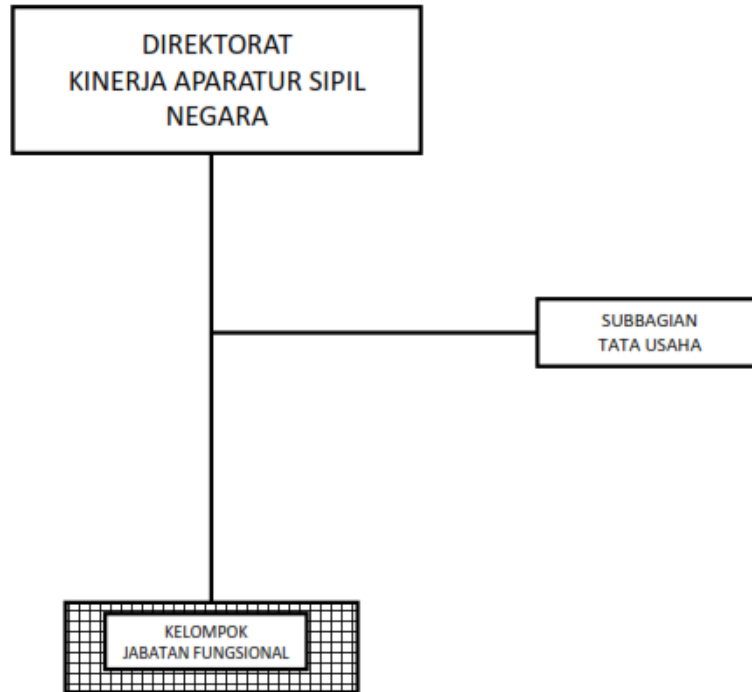 DIREKTORAT
KINERJA APARATUR SIPIL
NEGARA
SUBBAGIAN
TATA USAHA
KELOMPOK
JABATAN FUNGSIONAL